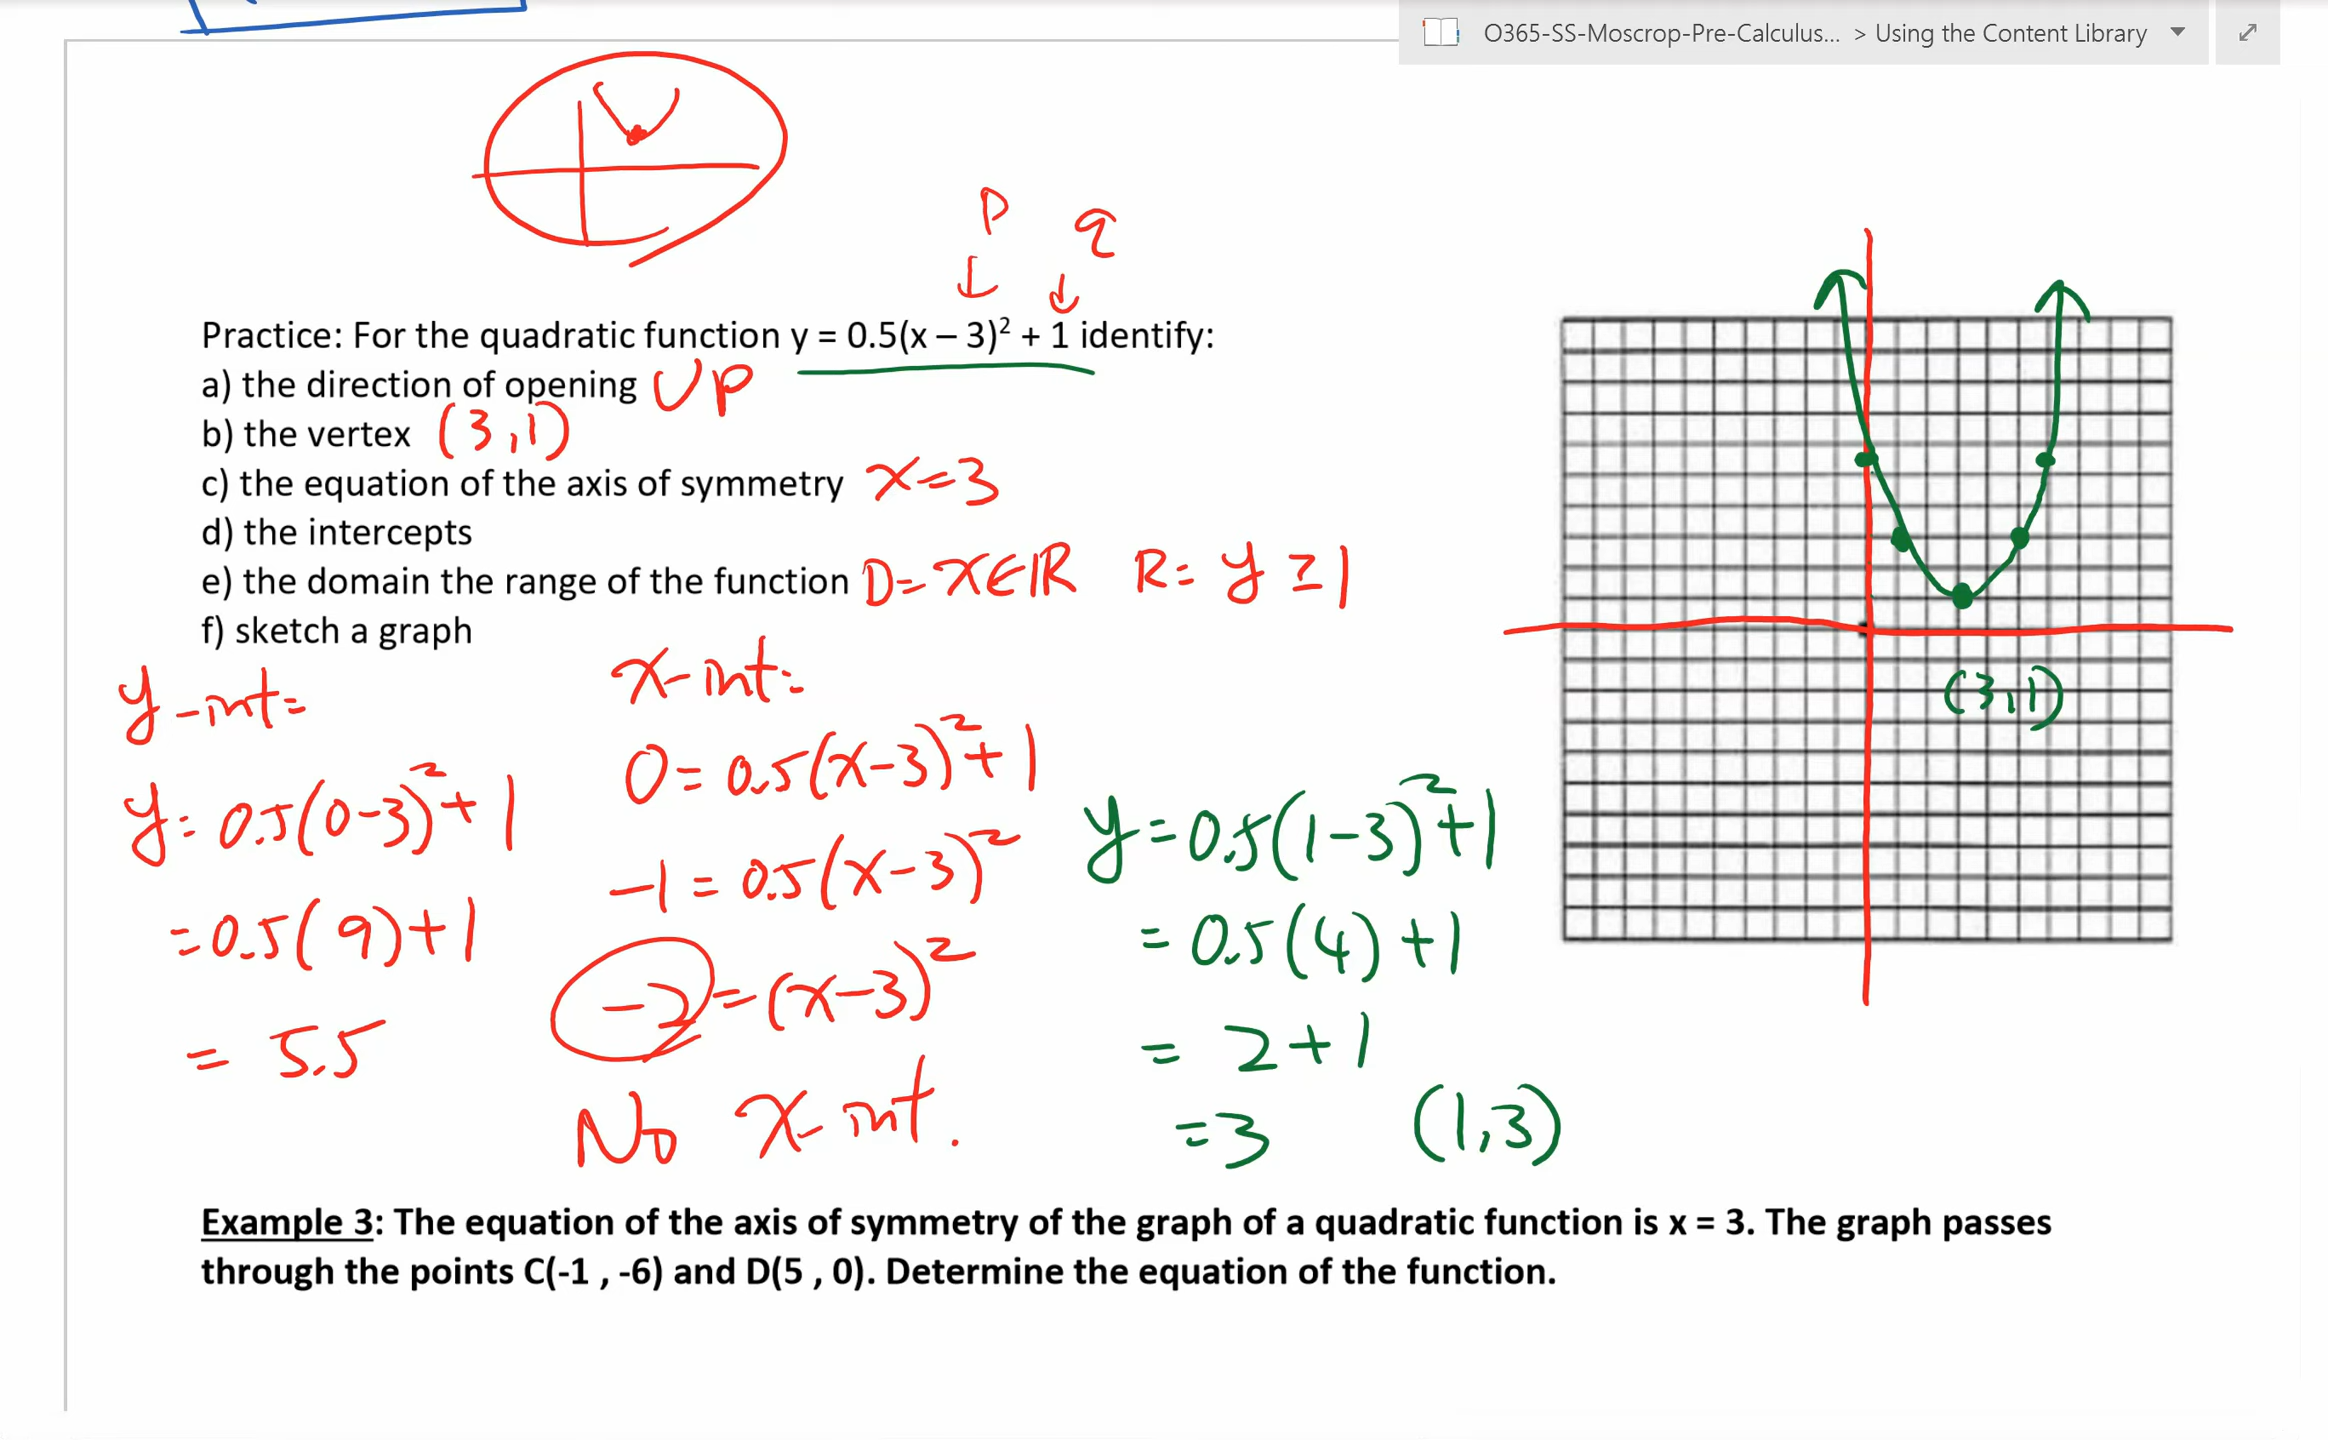 O365-SS-Moscrop-Pre-Calculus... > Using the Content Library
p q
Practice: For the quadratic function y = 0.5(x – 3)² + 1 identify:
a) the direction of opening UP
b) the vertex (3,1)
c) the equation of the axis of symmetry x=3
d) the intercepts
e) the domain the range of the function D= x∈ℝ R= y ≥ 1
f) sketch a graph
y-int=
y= 0.5(0-3)²+1
=0.5(9)+1
= 5.5
x-int=
0= 0.5(x-3)²+1
-1 = 0.5(x-3)²
-2=(x-3)²
No x-int.
y=0.5(1-3)²+1
= 0.5(4)+1
= 2+1
=3 (1,3)
(3,1)
Example 3: The equation of the axis of symmetry of the graph of a quadratic function is x = 3. The graph passes
through the points C(-1 , -6) and D(5 , 0). Determine the equation of the function.